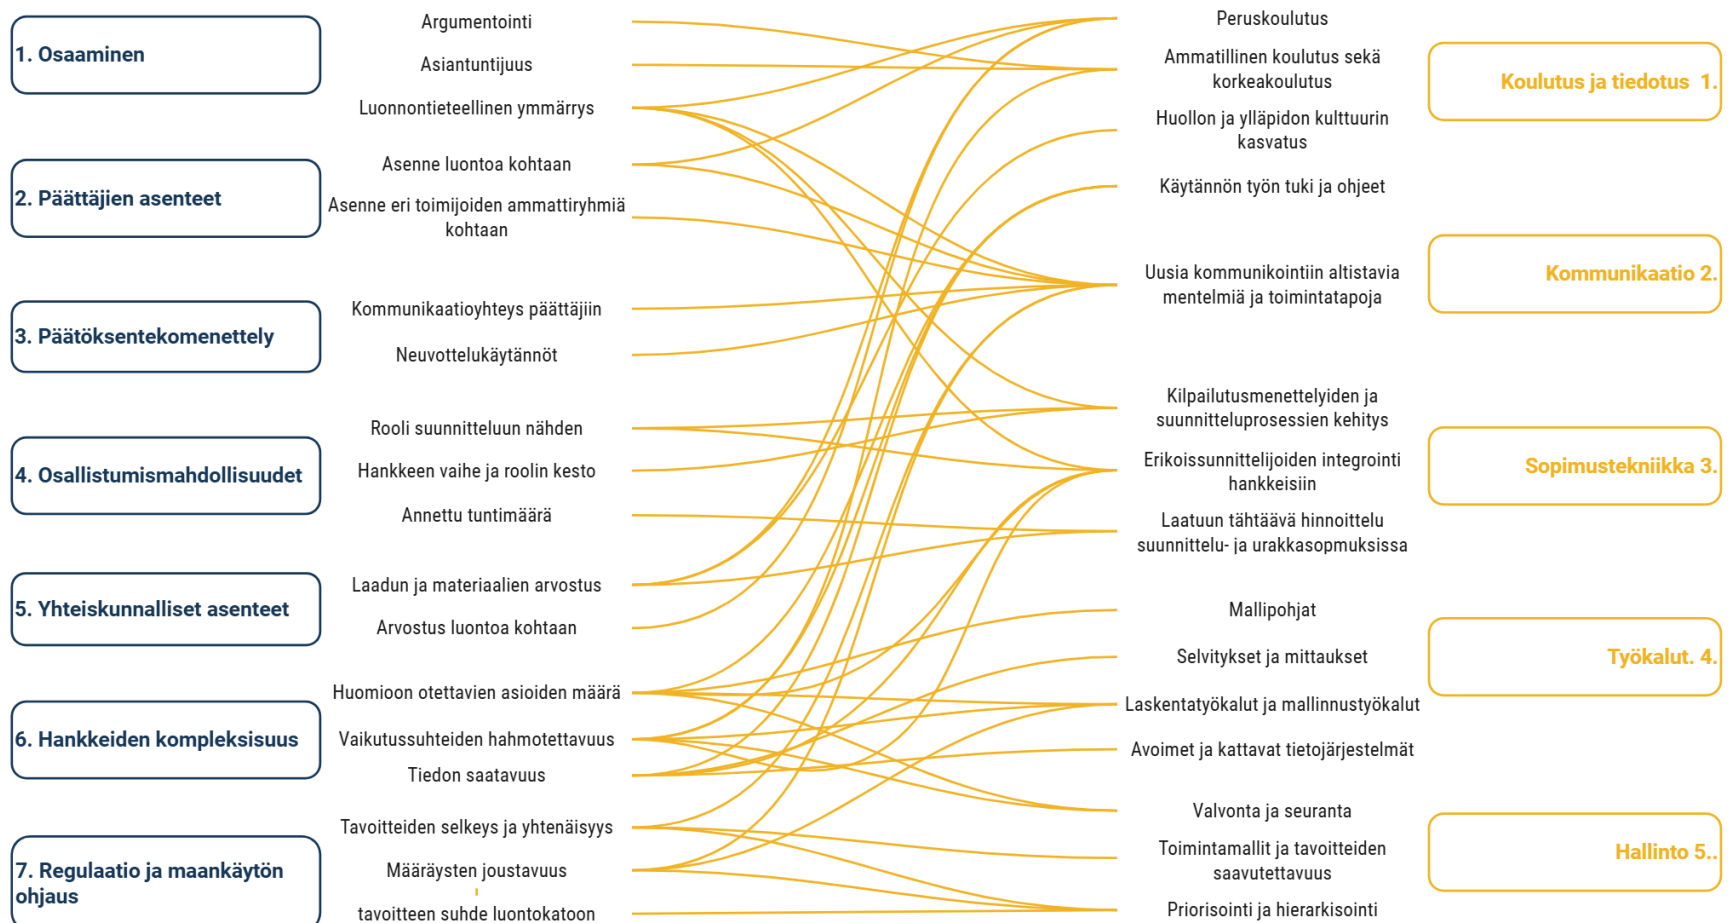 1. Osaaminen
Argumentointi
Asiantuntijuus
Luonnontieteellinen ymmärrys
2. Päättäjien asenteet
Asenne luontoa kohtaan
Asenne eri toimijoiden ammattiryhmiä
kohtaan
3. Päätöksentekomenettely
Kommunikaatioyhteys päättäjiin
Neuvottelukäytännöt
4. Osallistumismahdollisuudet
Rooli suunnitteluun nähden
Hankkeen vaihe ja roolin kesto
Annettu tuntimäärä
5. Yhteiskunnalliset asenteet
Laadun ja materiaalien arvostus
Arvostus luontoa kohtaan
6. Hankkeiden kompleksisuus
Huomioon otettavien asioiden määrä
Vaikutussuhteiden hahmotettavuus
Tiedon saatavuus
7. Regulaatio ja maankäytön
ohjaus
Tavoitteiden selkeys ja yhtenäisyys
Määräysten joustavuus
tavoitteen suhde luontokatoon
Peruskoulutus
Ammatillinen koulutus sekä
korkeakoulutus
Huollon ja ylläpidon kulttuurin
kasvatus
Käytännön työn tuki ja ohjeet
Koulutus ja tiedotus 1.
Uusia kommunikointiin altistavia
mentelmiä ja toimintatapoja
Kommunikaatio 2.
Kilpailutusmenettelyiden ja
suunnitteluprosessien kehitys
Erikoissunnittelijoiden integrointi
hankkeisiin
Laatuun tähtäävä hinnoittelu
suunnittelu- ja urakkasopmuksissa
Sopimustekniikka 3.
Mallipohjat
Selvitykset ja mittaukset
Laskentatyökalut ja mallinnustyökalut
Avoimet ja kattavat tietojärjestelmät
Työkalut. 4.
Valvonta ja seuranta
Toimintamallit ja tavoitteiden
saavutettavuus
Priorisointi ja hierarkisointi
Hallinto 5..